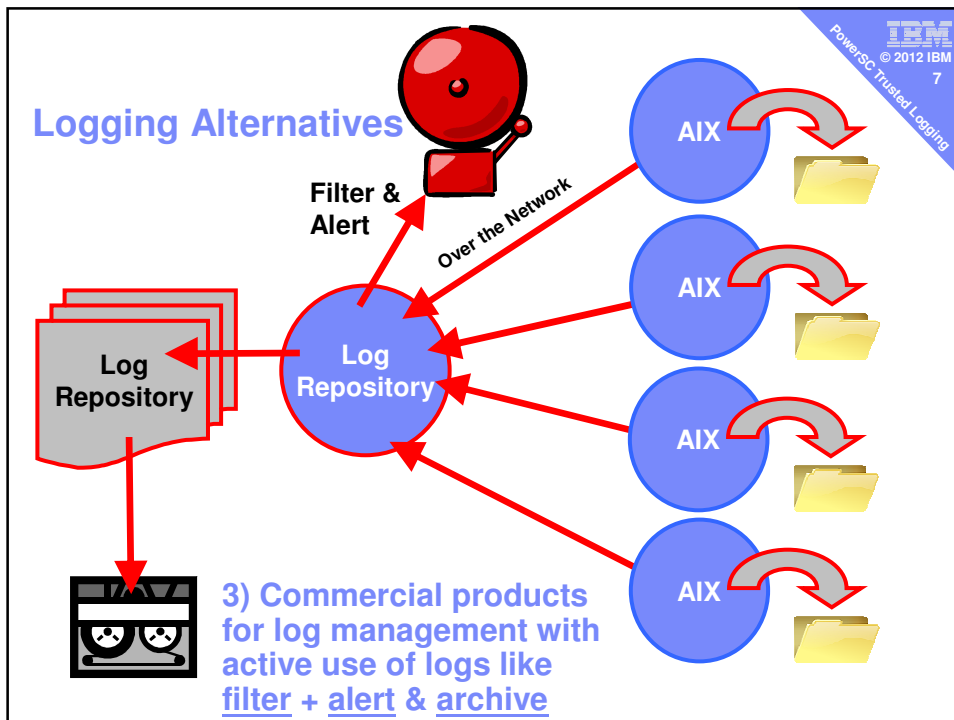 IBM
© 2012 IBM
7
PowerSC Trusted Logging
Logging Alternatives
Filter &
Alert
Over the Network
AIX
AIX
AIX
AIX
Log
Repository
Log
Repository
3) Commercial products
for log management with
active use of logs like
filter + alert & archive